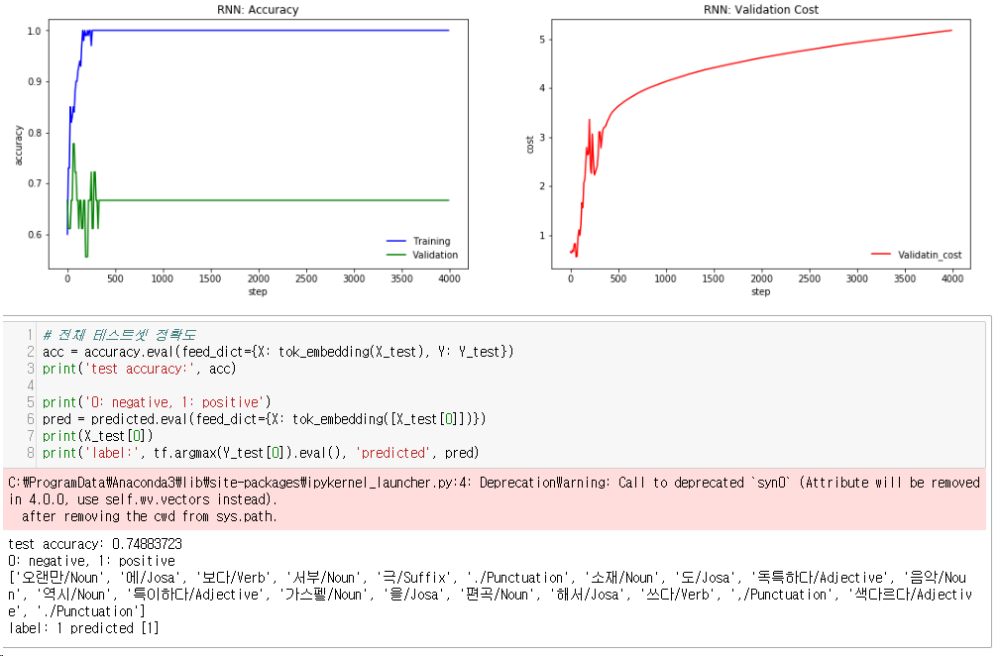 RNN: Accuracy
1.0
0.9
0.8
0.7
0.6
accuracy
0 500 1000 1500 2000 2500 3000 3500 4000
step
Training
Validation
RNN: Validation Cost
5
4
3
2
1
cost
0 500 1000 1500 2000 2500 3000 3500 4000
step
Validatin_cost
1 # 전체 테스트셋 정확도
2 acc = accuracy.eval(feed_dict={X: tok_embedding(X_test), Y: Y_test})
3 print('test accuracy:', acc)
4
5 print('0: negative, 1: positive')
6 pred = predicted.eval(feed_dict={X: tok_embedding([X_test[0]])})
7 print(X_test[0])
8 print('label:', tf.argmax(Y_test[0]).eval(), 'predicted', pred)
C:₩ProgramData₩Anaconda3₩lib₩site-packages₩ipykernel_launcher.py:4: DeprecationWarning: Call to deprecated `syn0` (Attribute will be removed
in 4.0.0, use self.wv.vectors instead).
after removing the cwd from sys.path.
test accuracy: 0.74883723
0: negative, 1: positive
['오랜만/Noun', '에/Josa', '보다/Verb', '서부/Noun', '극/Suffix', './Punctuation', '소재/Noun', '도/Josa', '독특하다/Adjective', '음악/Nou
n', '역시/Noun', '특이하다/Adjective', '가스펠/Noun', '을/Josa', '편곡/Noun', '해서/Josa', '쓰다/Verb', ',/Punctuation', '색다르다/Adjectiv
e', './Punctuation']
label: 1 predicted [1]